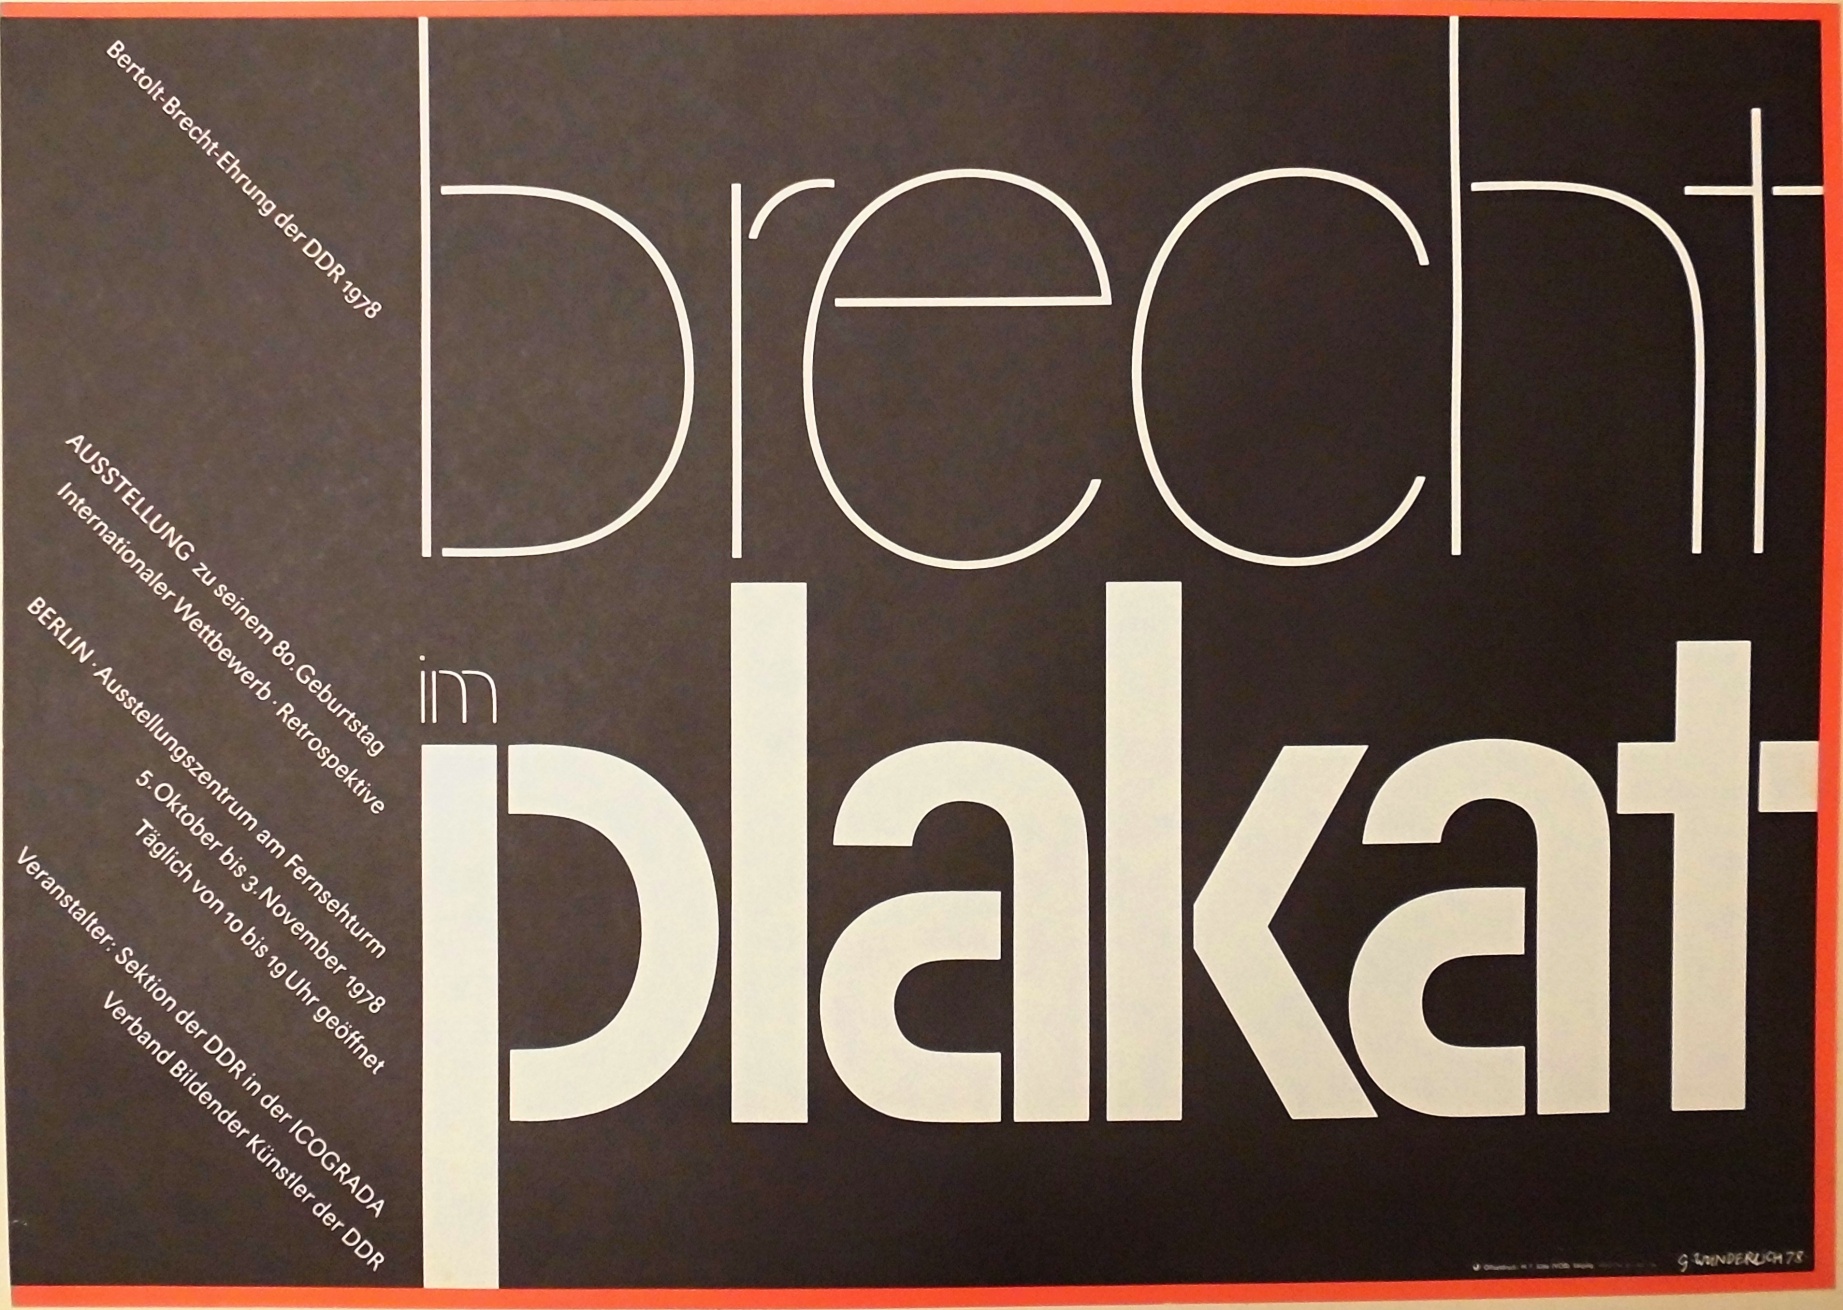 Bertolt-Brecht-Ehrung der DDR 1978
brecht
im
plakat
AUSSTELLUNG zu seinem 80. Geburtstag
Internationaler Wettbewerb · Retrospektive
BERLIN · Ausstellungszentrum am Fernsehturm
5. Oktober bis 3. November 1978
Täglich von 10 bis 19 Uhr geöffnet
Veranstalter: Sektion der DDR in der ICOGRADA
Verband Bildender Künstler der DDR
G. WUNDERLICH 78